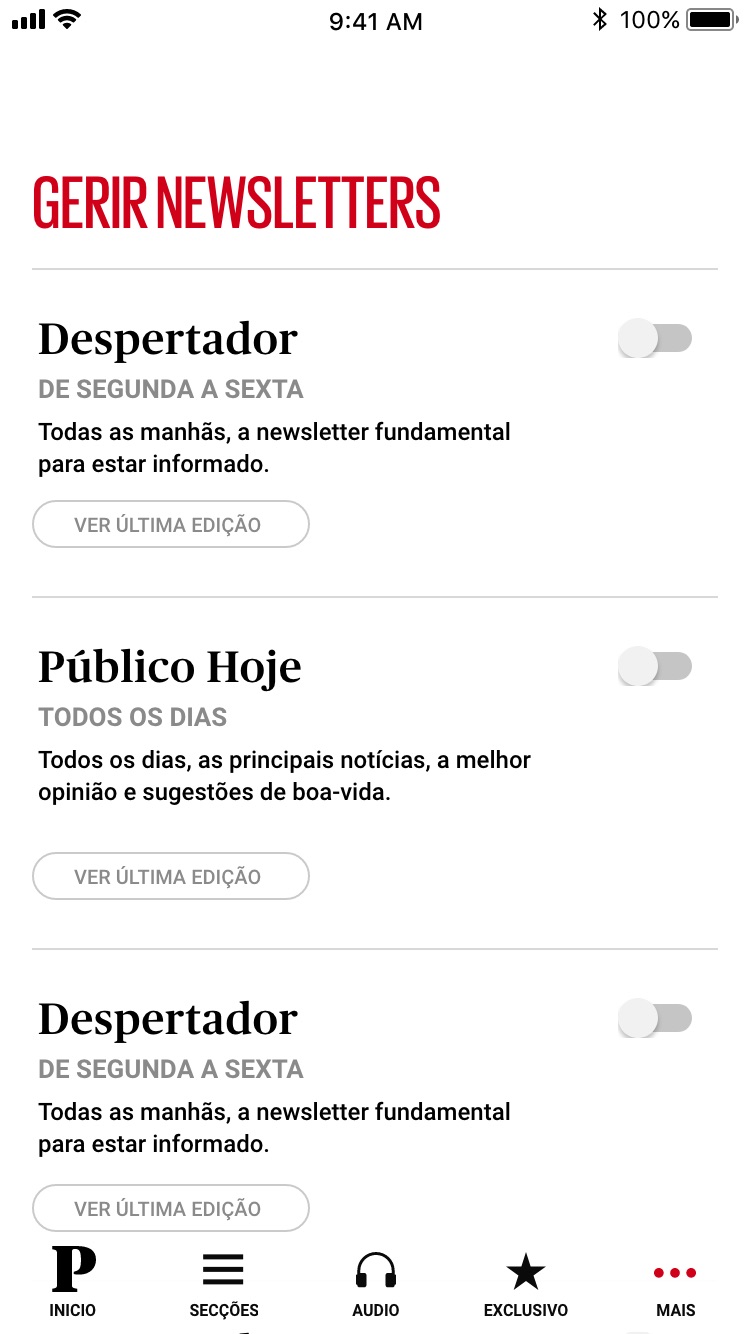 9:41 AM
100%
GERIR NEWSLETTERS
Despertador
DE SEGUNDA A SEXTA
Todas as manhãs, a newsletter fundamental
para estar informado.
VER ÚLTIMA EDIÇÃO
Público Hoje
TODOS OS DIAS
Todos os dias, as principais notícias, a melhor
opinião e sugestões de boa-vida.
VER ÚLTIMA EDIÇÃO
Despertador
DE SEGUNDA A SEXTA
Todas as manhãs, a newsletter fundamental
para estar informado.
VER ÚLTIMA EDIÇÃO
P
INICIO
SECÇÕES
AUDIO
EXCLUSIVO
MAIS